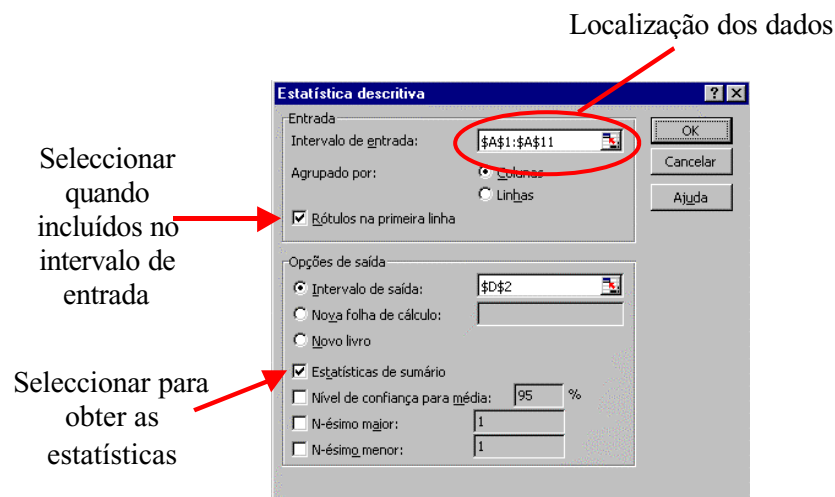 Localização dos dados
Estatística descritiva
? X
Entrada
Intervalo de entrada: $A$1:$A$11
Agrupado por: Colunas
Linhas
Rótulos na primeira linha
OK
Cancelar
Ajuda
Seleccionar
quando
incluídos no
intervalo de
entrada
Opções de saída
Intervalo de saída: $D$2
Nova folha de cálculo:
Novo livro
Estatísticas de sumário
Nível de confiança para média: 95 %
N-ésimo major: 1
N-ésimo menor: 1
Seleccionar para
obter as
estatísticas